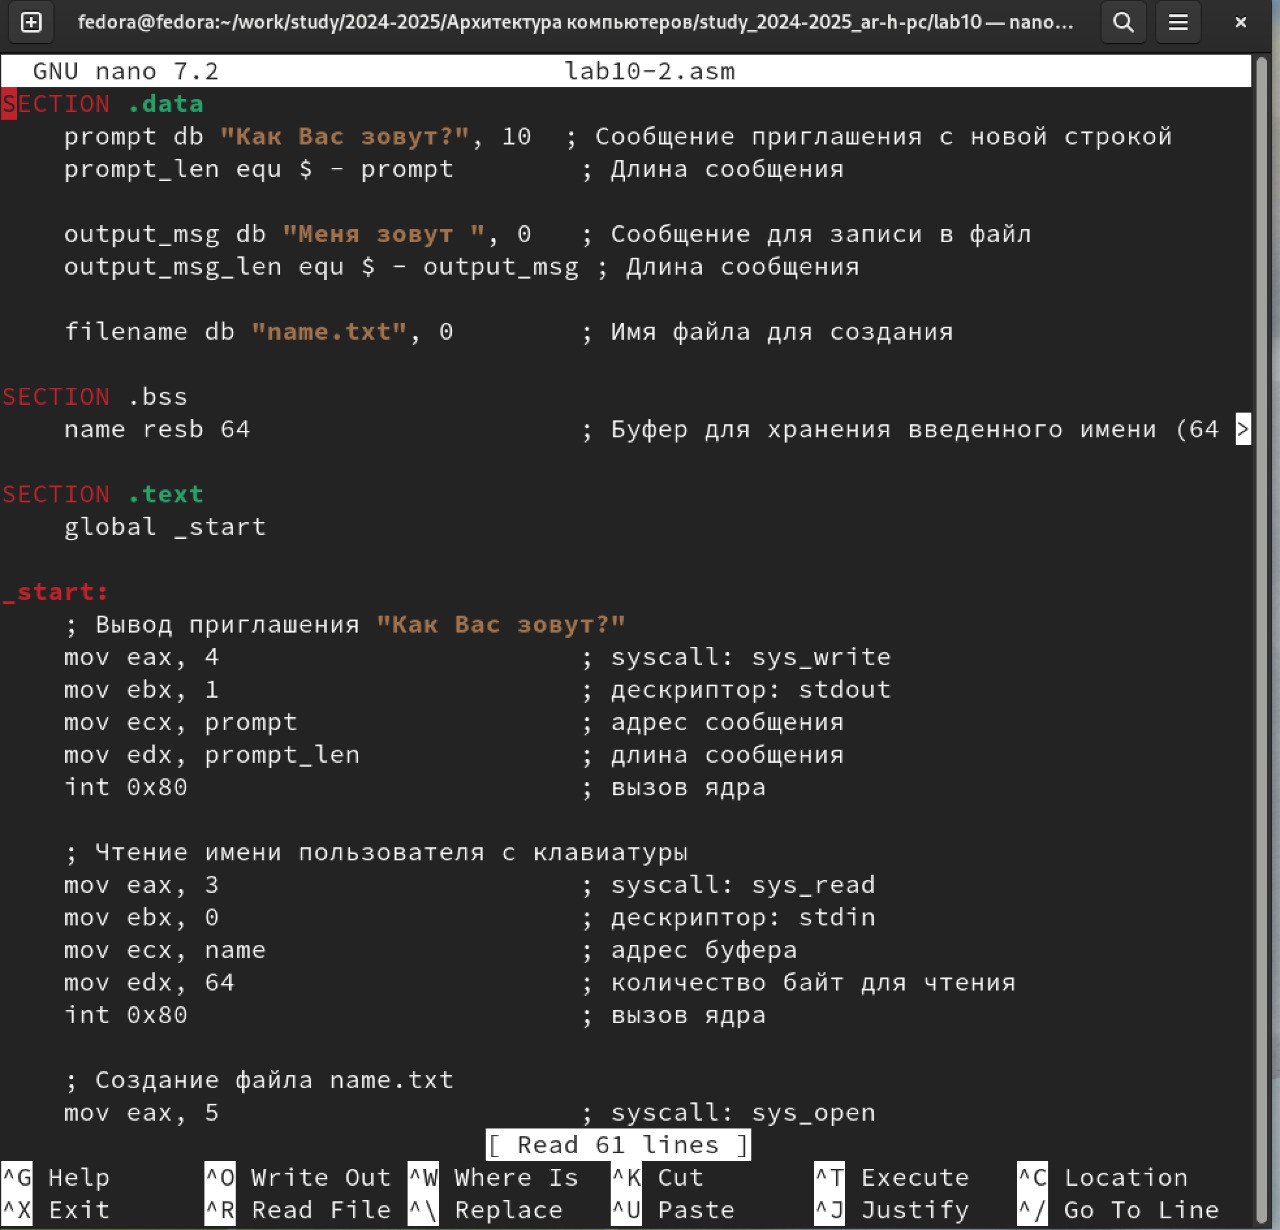 fedora@fedora:~/work/study/2024-2025/Архитектура компьютеров/study_2024-2025_ar-h-pc/lab10 — nano...
GNU nano 7.2 lab10-2.asm
SECTION .data
prompt db "Как Вас зовут?", 10 ; Сообщение приглашения с новой строкой
prompt_len equ $ - prompt ; Длина сообщения
output_msg db "Меня зовут ", 0 ; Сообщение для записи в файл
output_msg_len equ $ - output_msg ; Длина сообщения
filename db "name.txt", 0 ; Имя файла для создания
SECTION .bss
name resb 64 ; Буфер для хранения введенного имени (64 >
SECTION .text
global _start
_start:
; Вывод приглашения "Как Вас зовут?"
mov eax, 4 ; syscall: sys_write
mov ebx, 1 ; дескриптор: stdout
mov ecx, prompt ; адрес сообщения
mov edx, prompt_len ; длина сообщения
int 0x80 ; вызов ядра
; Чтение имени пользователя с клавиатуры
mov eax, 3 ; syscall: sys_read
mov ebx, 0 ; дескриптор: stdin
mov ecx, name ; адрес буфера
mov edx, 64 ; количество байт для чтения
int 0x80 ; вызов ядра
; Создание файла name.txt
mov eax, 5 ; syscall: sys_open
[ Read 61 lines ]
^G Help ^O Write Out ^W Where Is ^K Cut ^T Execute ^C Location
^X Exit ^R Read File ^\ Replace ^U Paste ^J Justify ^/ Go To Line